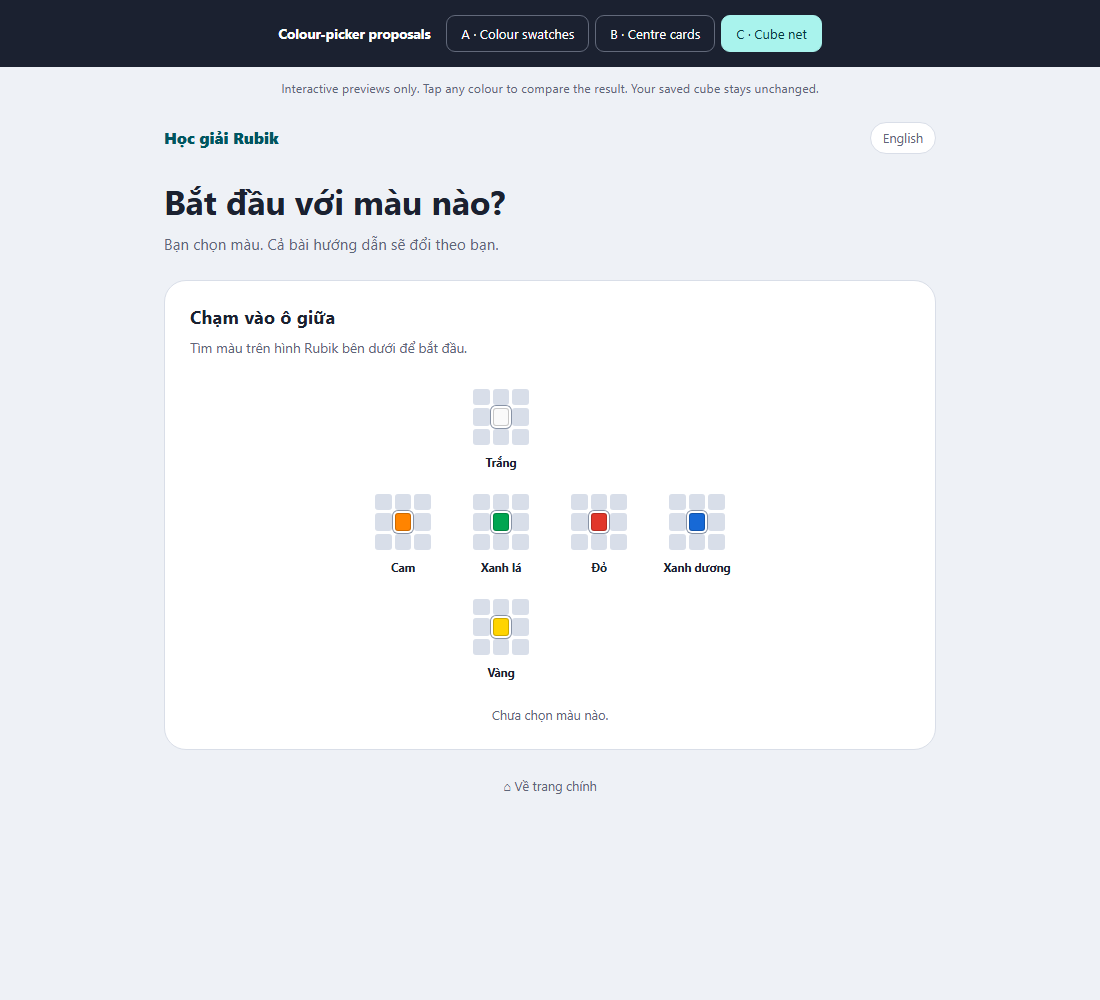 Colour-picker proposals
A · Colour swatches
B · Centre cards
C · Cube net
Interactive previews only. Tap any colour to compare the result. Your saved cube stays unchanged.
Học giải Rubik
English
Bắt đầu với màu nào?
Bạn chọn màu. Cả bài hướng dẫn sẽ đổi theo bạn.
Chạm vào ô giữa
Tìm màu trên hình Rubik bên dưới để bắt đầu.
Trắng
Cam
Xanh lá
Đỏ
Xanh dương
Vàng
Chưa chọn màu nào.
⌂ Về trang chính